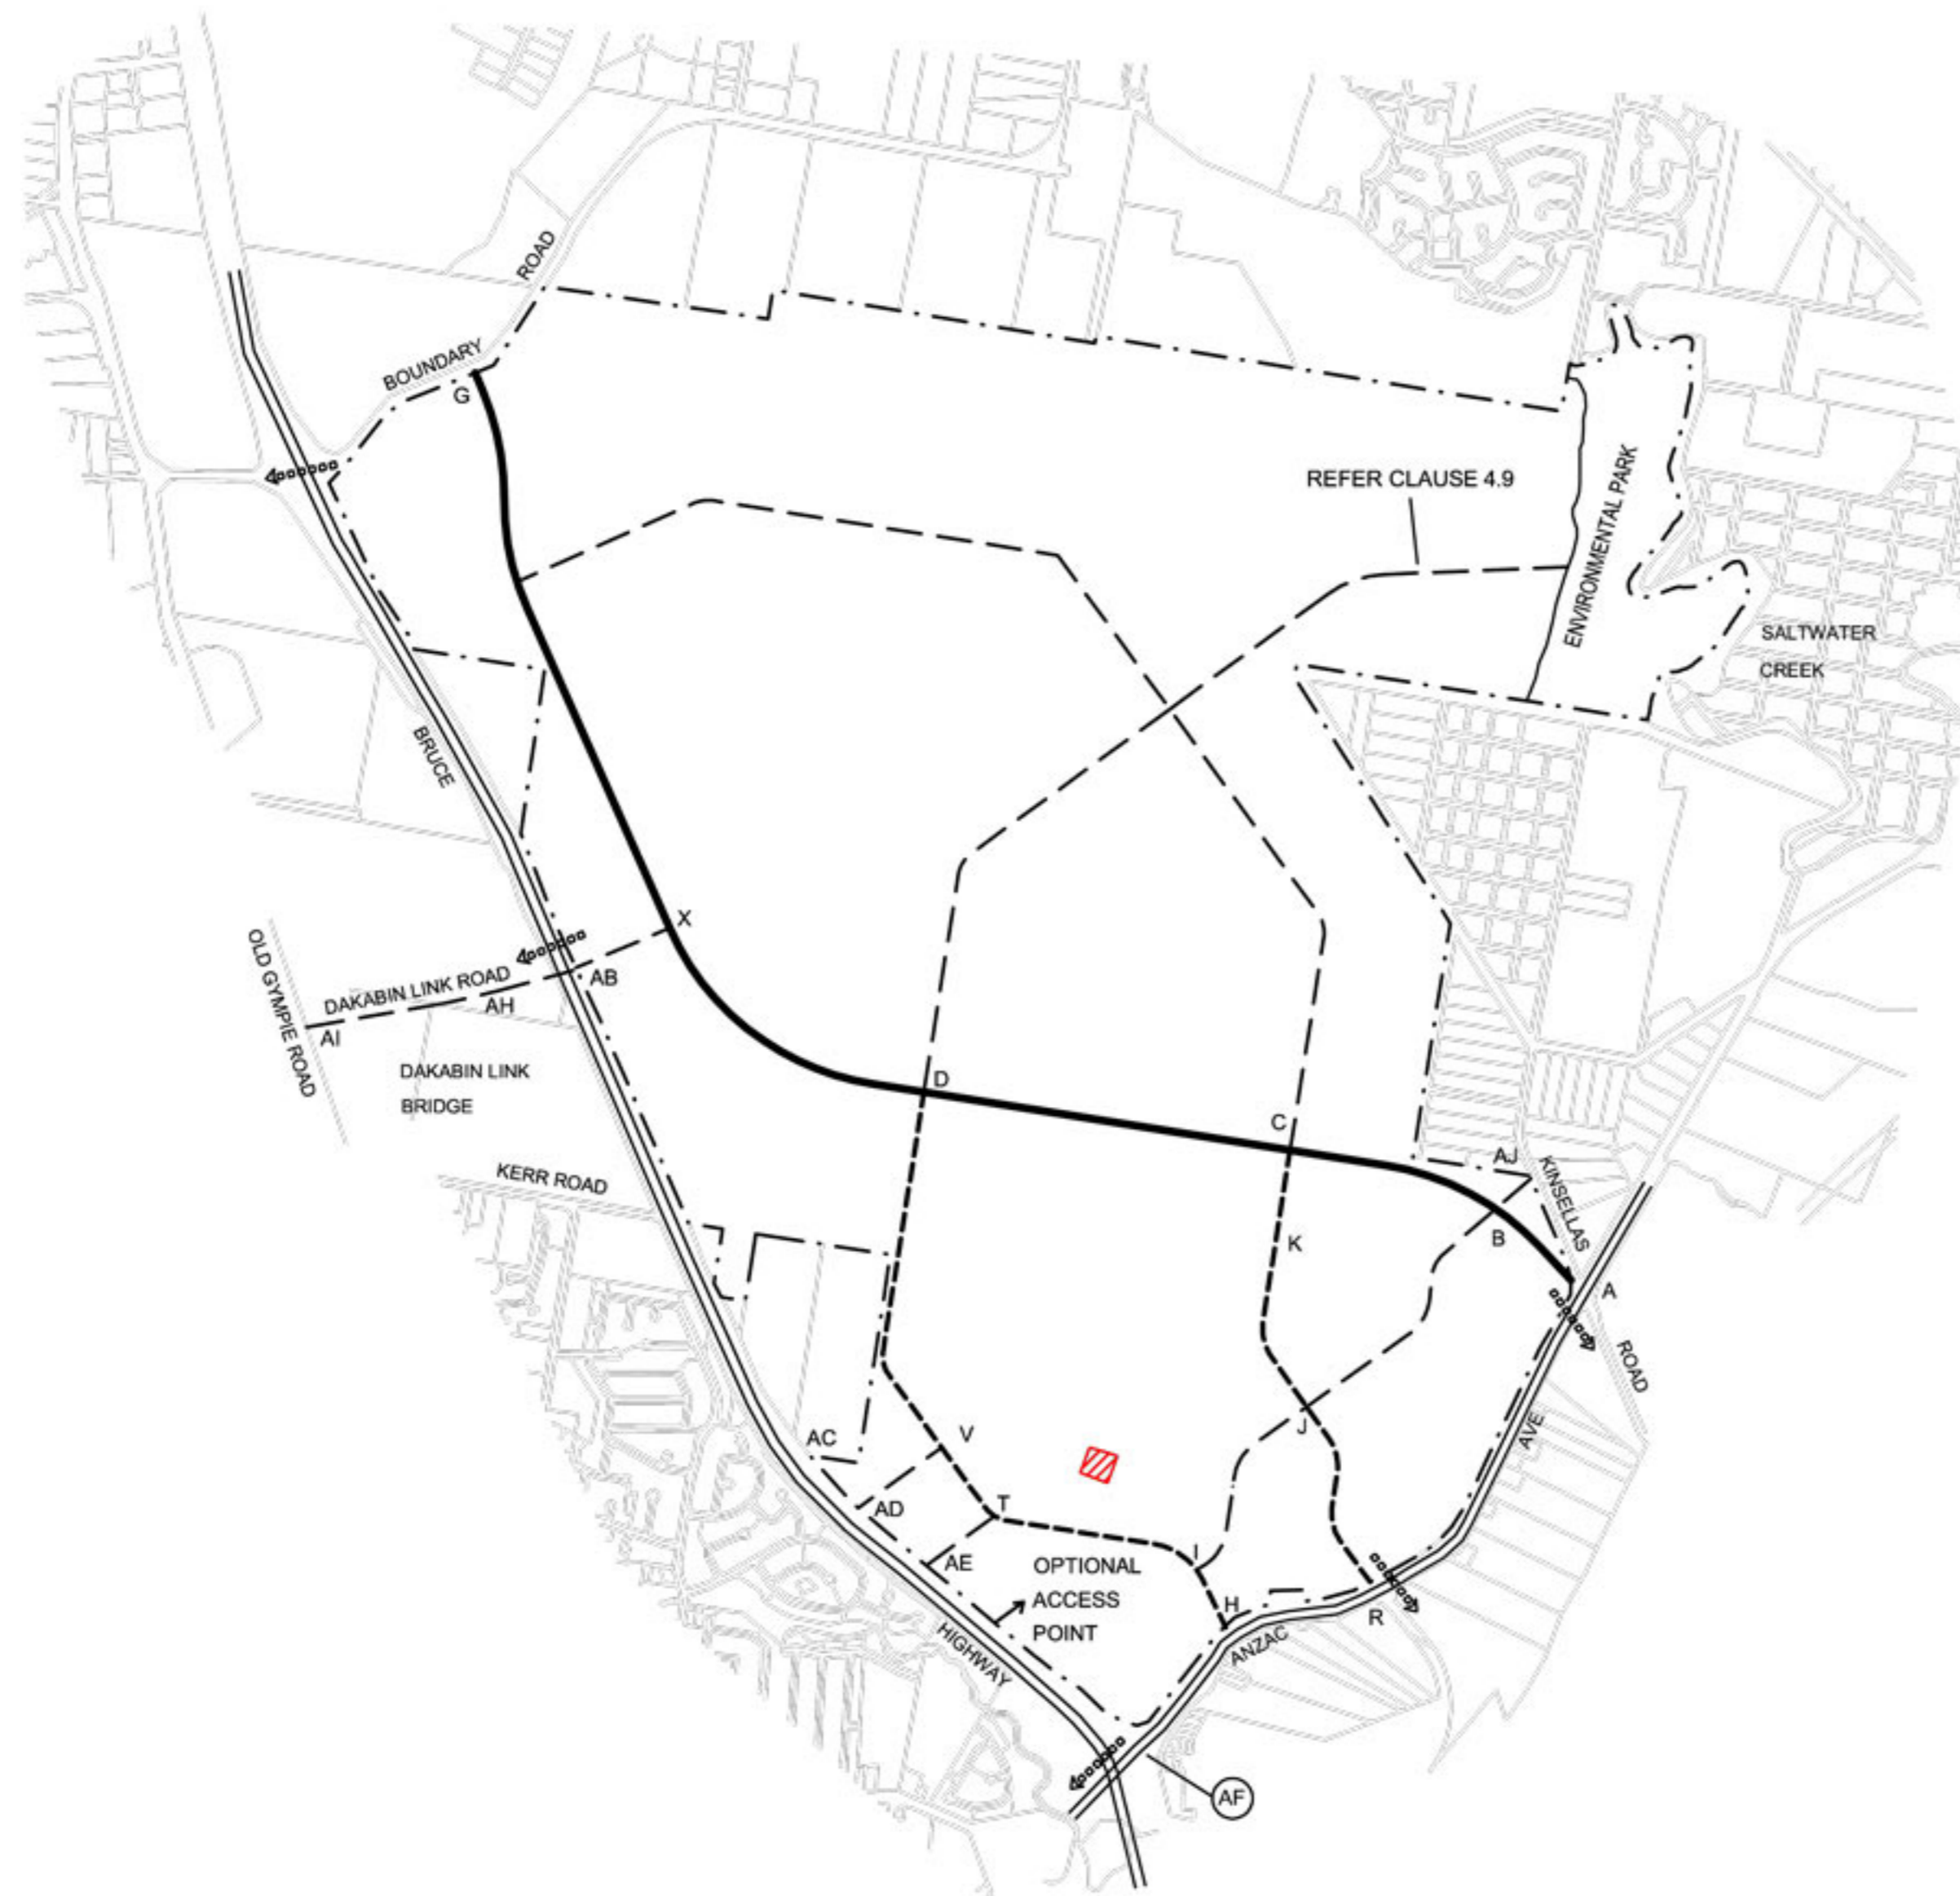 ROAD
BOUNDARY
G
REFER CLAUSE 4.9
ENVIRONMENTAL PARK
SALTWATER
CREEK
BRUCE
X
OLD GYMPIE ROAD
DAKABIN LINK ROAD
AB
AH
AI
DAKABIN LINK
BRIDGE
D
C
AJ
KINSELLAS
KERR ROAD
K
B
A
ROAD
AVE
AC
V
J
AD
T
AE
I
OPTIONAL
ACCESS
POINT
H
R
HIGHWAY
ANZAC
AF